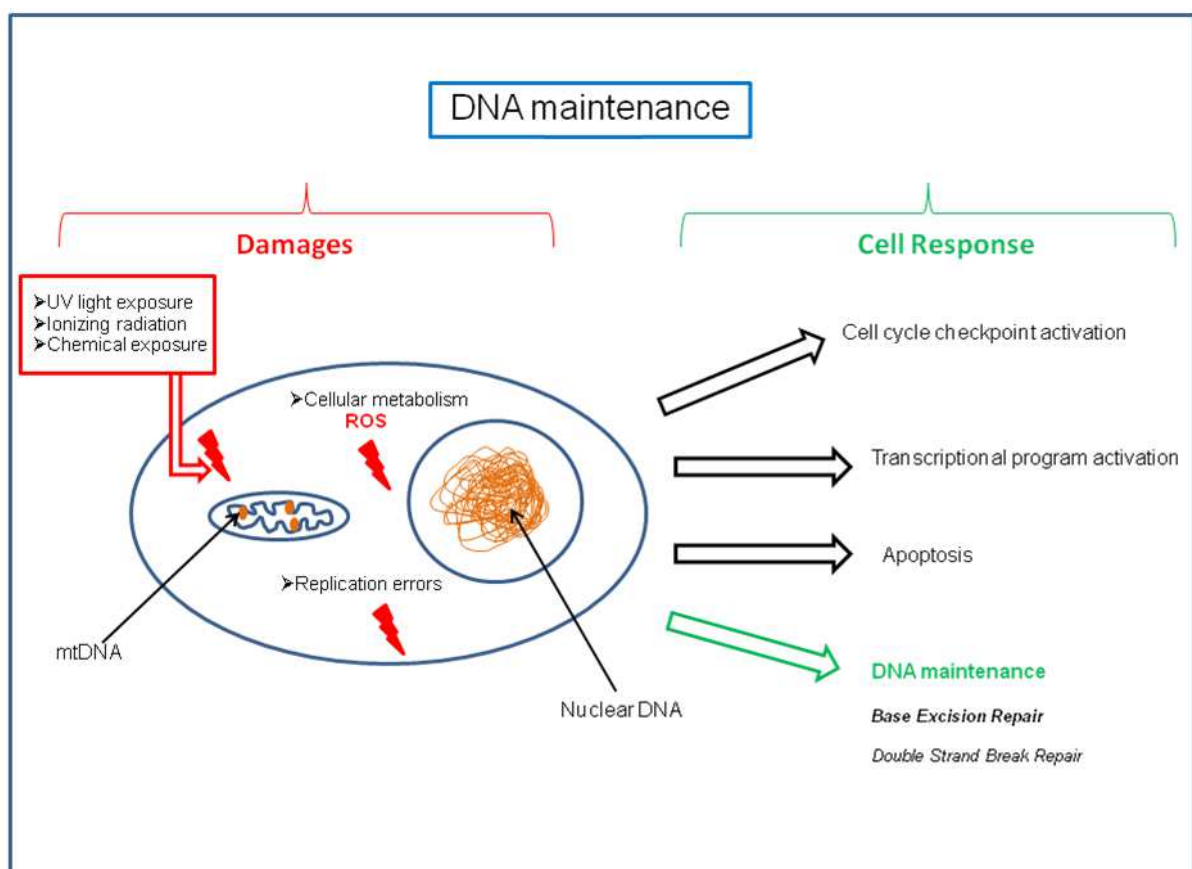 DNA maintenance
Damages
Cell Response
➢UV light exposure
➢Ionizing radiation
➢Chemical exposure
➢Cellular metabolism
ROS
➢Replication errors
mtDNA
Nuclear DNA
Cell cycle checkpoint activation
Transcriptional program activation
Apoptosis
DNA maintenance
Base Excision Repair
Double Strand Break Repair